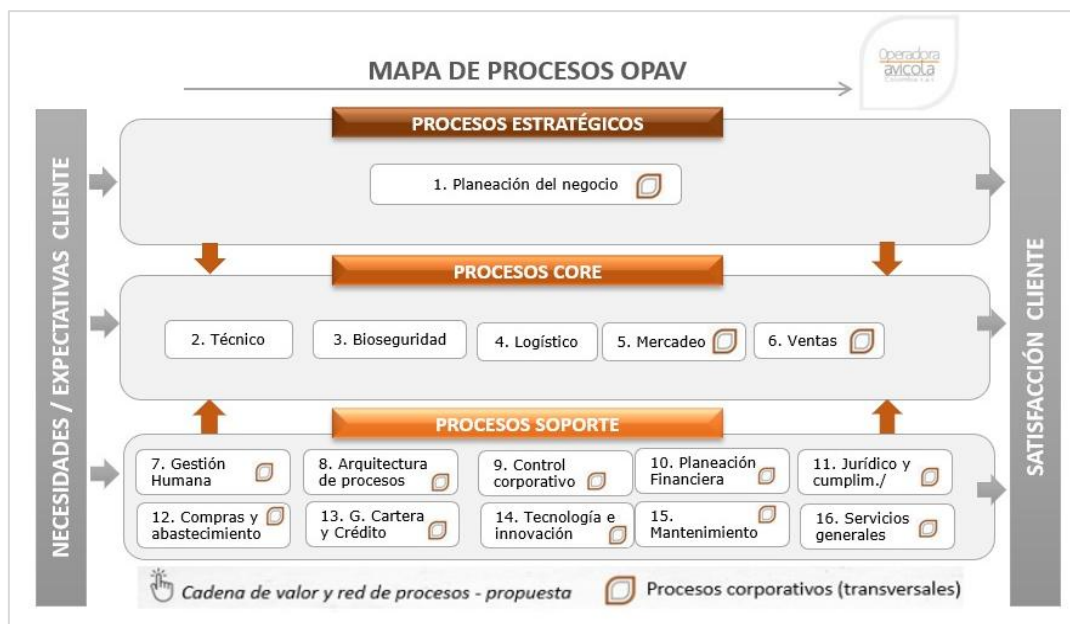 Operadora
avícola
Colombia s.a.s
MAPA DE PROCESOS OPAV
NECESIDADES / EXPECTATIVAS CLIENTE
PROCESOS ESTRATÉGICOS
1. Planeación del negocio
PROCESOS CORE
2. Técnico
3. Bioseguridad
4. Logístico
5. Mercadeo
6. Ventas
PROCESOS SOPORTE
7. Gestión
Humana
8. Arquitectura
de procesos
9. Control
corporativo
10. Planeación
Financiera
11. Jurídico y
cumplim./
12. Compras y
abastecimiento
13. G. Cartera
y Crédito
14. Tecnología e
innovación
15.
Mantenimiento
16. Servicios
generales
SATISFACCIÓN CLIENTE
Cadena de valor y red de procesos - propuesta
Procesos corporativos (transversales)